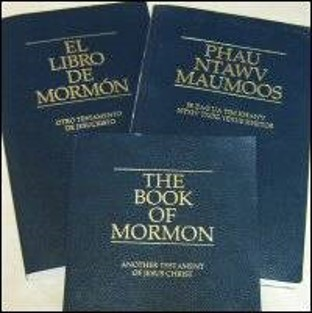 EL
LIBRO
DE
MORMÓN
OTRO TESTAMENTO
DE JESUCRISTO
PHAU
NTAWV
MAUMOOS
THE
BOOK
OF
MORMON
ANOTHER TESTAMENT
OF JESUS CHRIST